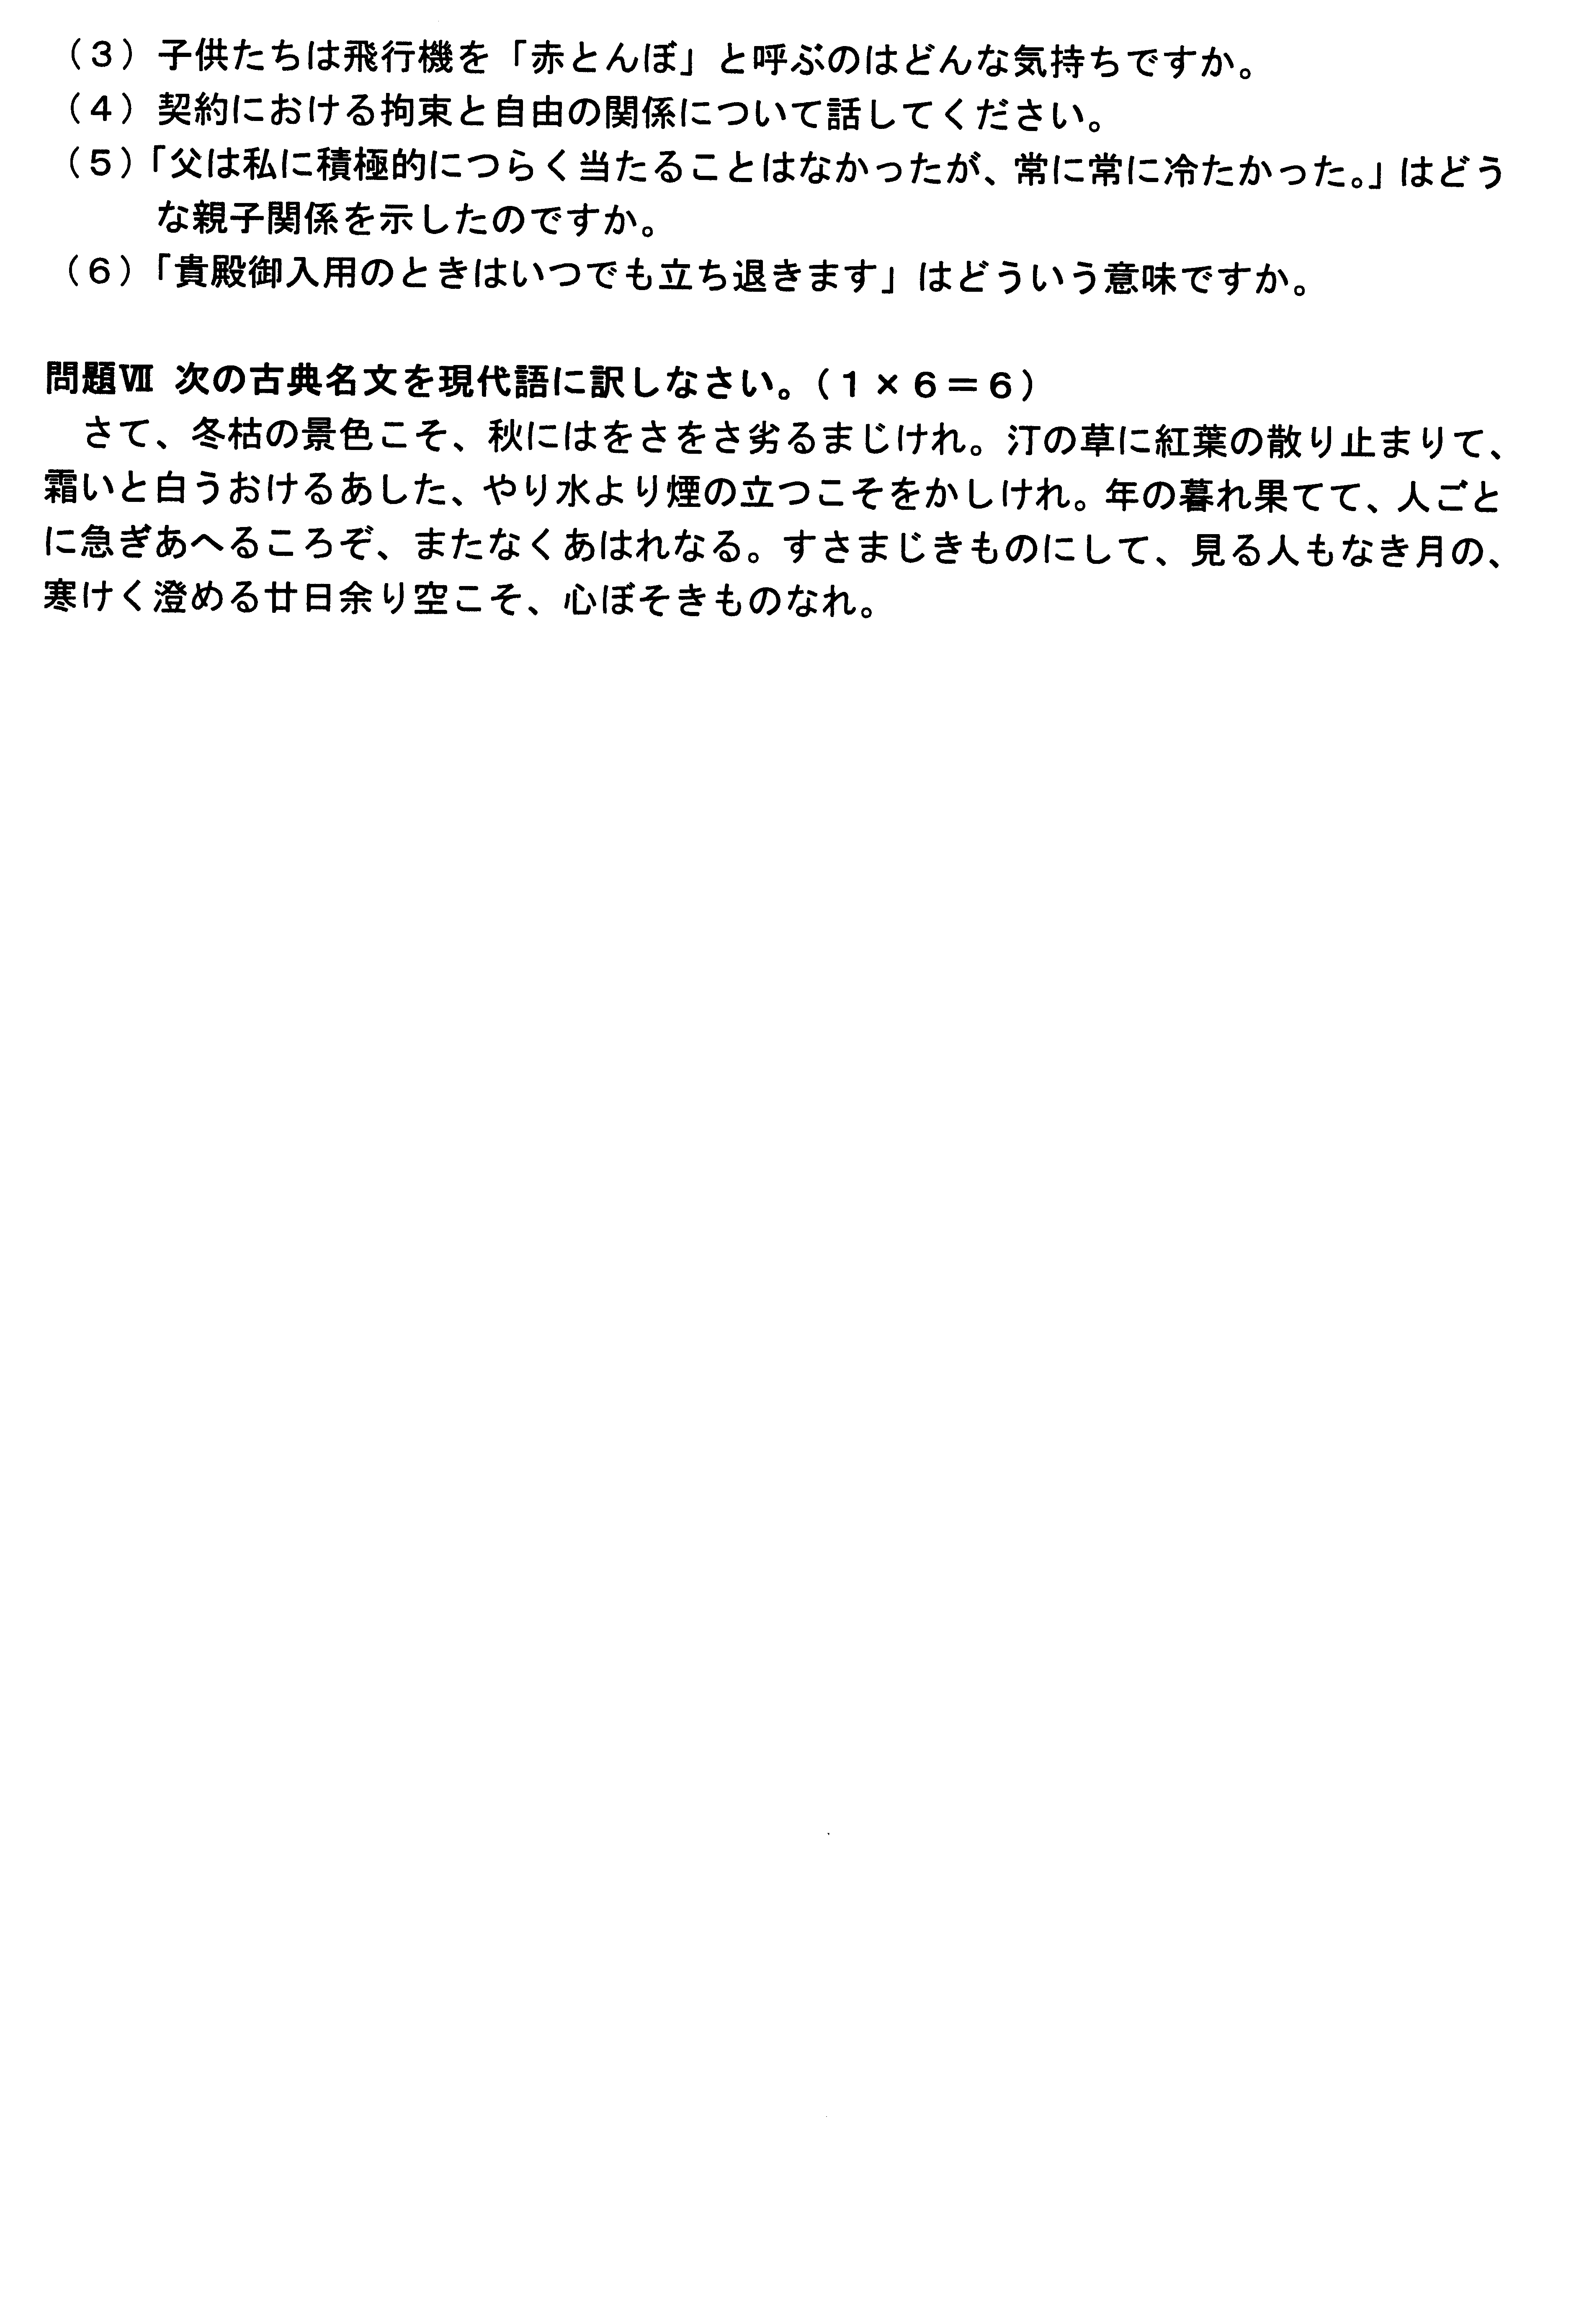 （３）子供たちは飛行機を「赤とんぼ」と呼ぶのはどんな気持ちですか。
（４）契約における拘束と自由の関係について話してください。
（５）「父は私に積極的につらく当たることはなかったが、常に常に冷たかった。」はどう
な親子関係を示したのですか。
（６）「貴殿御入用のときはいつでも立ち退きます」はどういう意味ですか。
問題Ⅶ 次の古典名文を現代語に訳しなさい。（１×６＝６）
さて、冬枯の景色こそ、秋にはをさをさ劣るまじけれ。汀の草に紅葉の散り止まりて、
霜いと白うおけるあした、やり水より煙の立つこそをかしけれ。年の暮れ果てて、人ごと
に急ぎあへるころぞ、またなくあはれなる。すさまじきものにして、見る人もなき月の、
寒けく澄める廿日余り空こそ、心ぼそきものなれ。